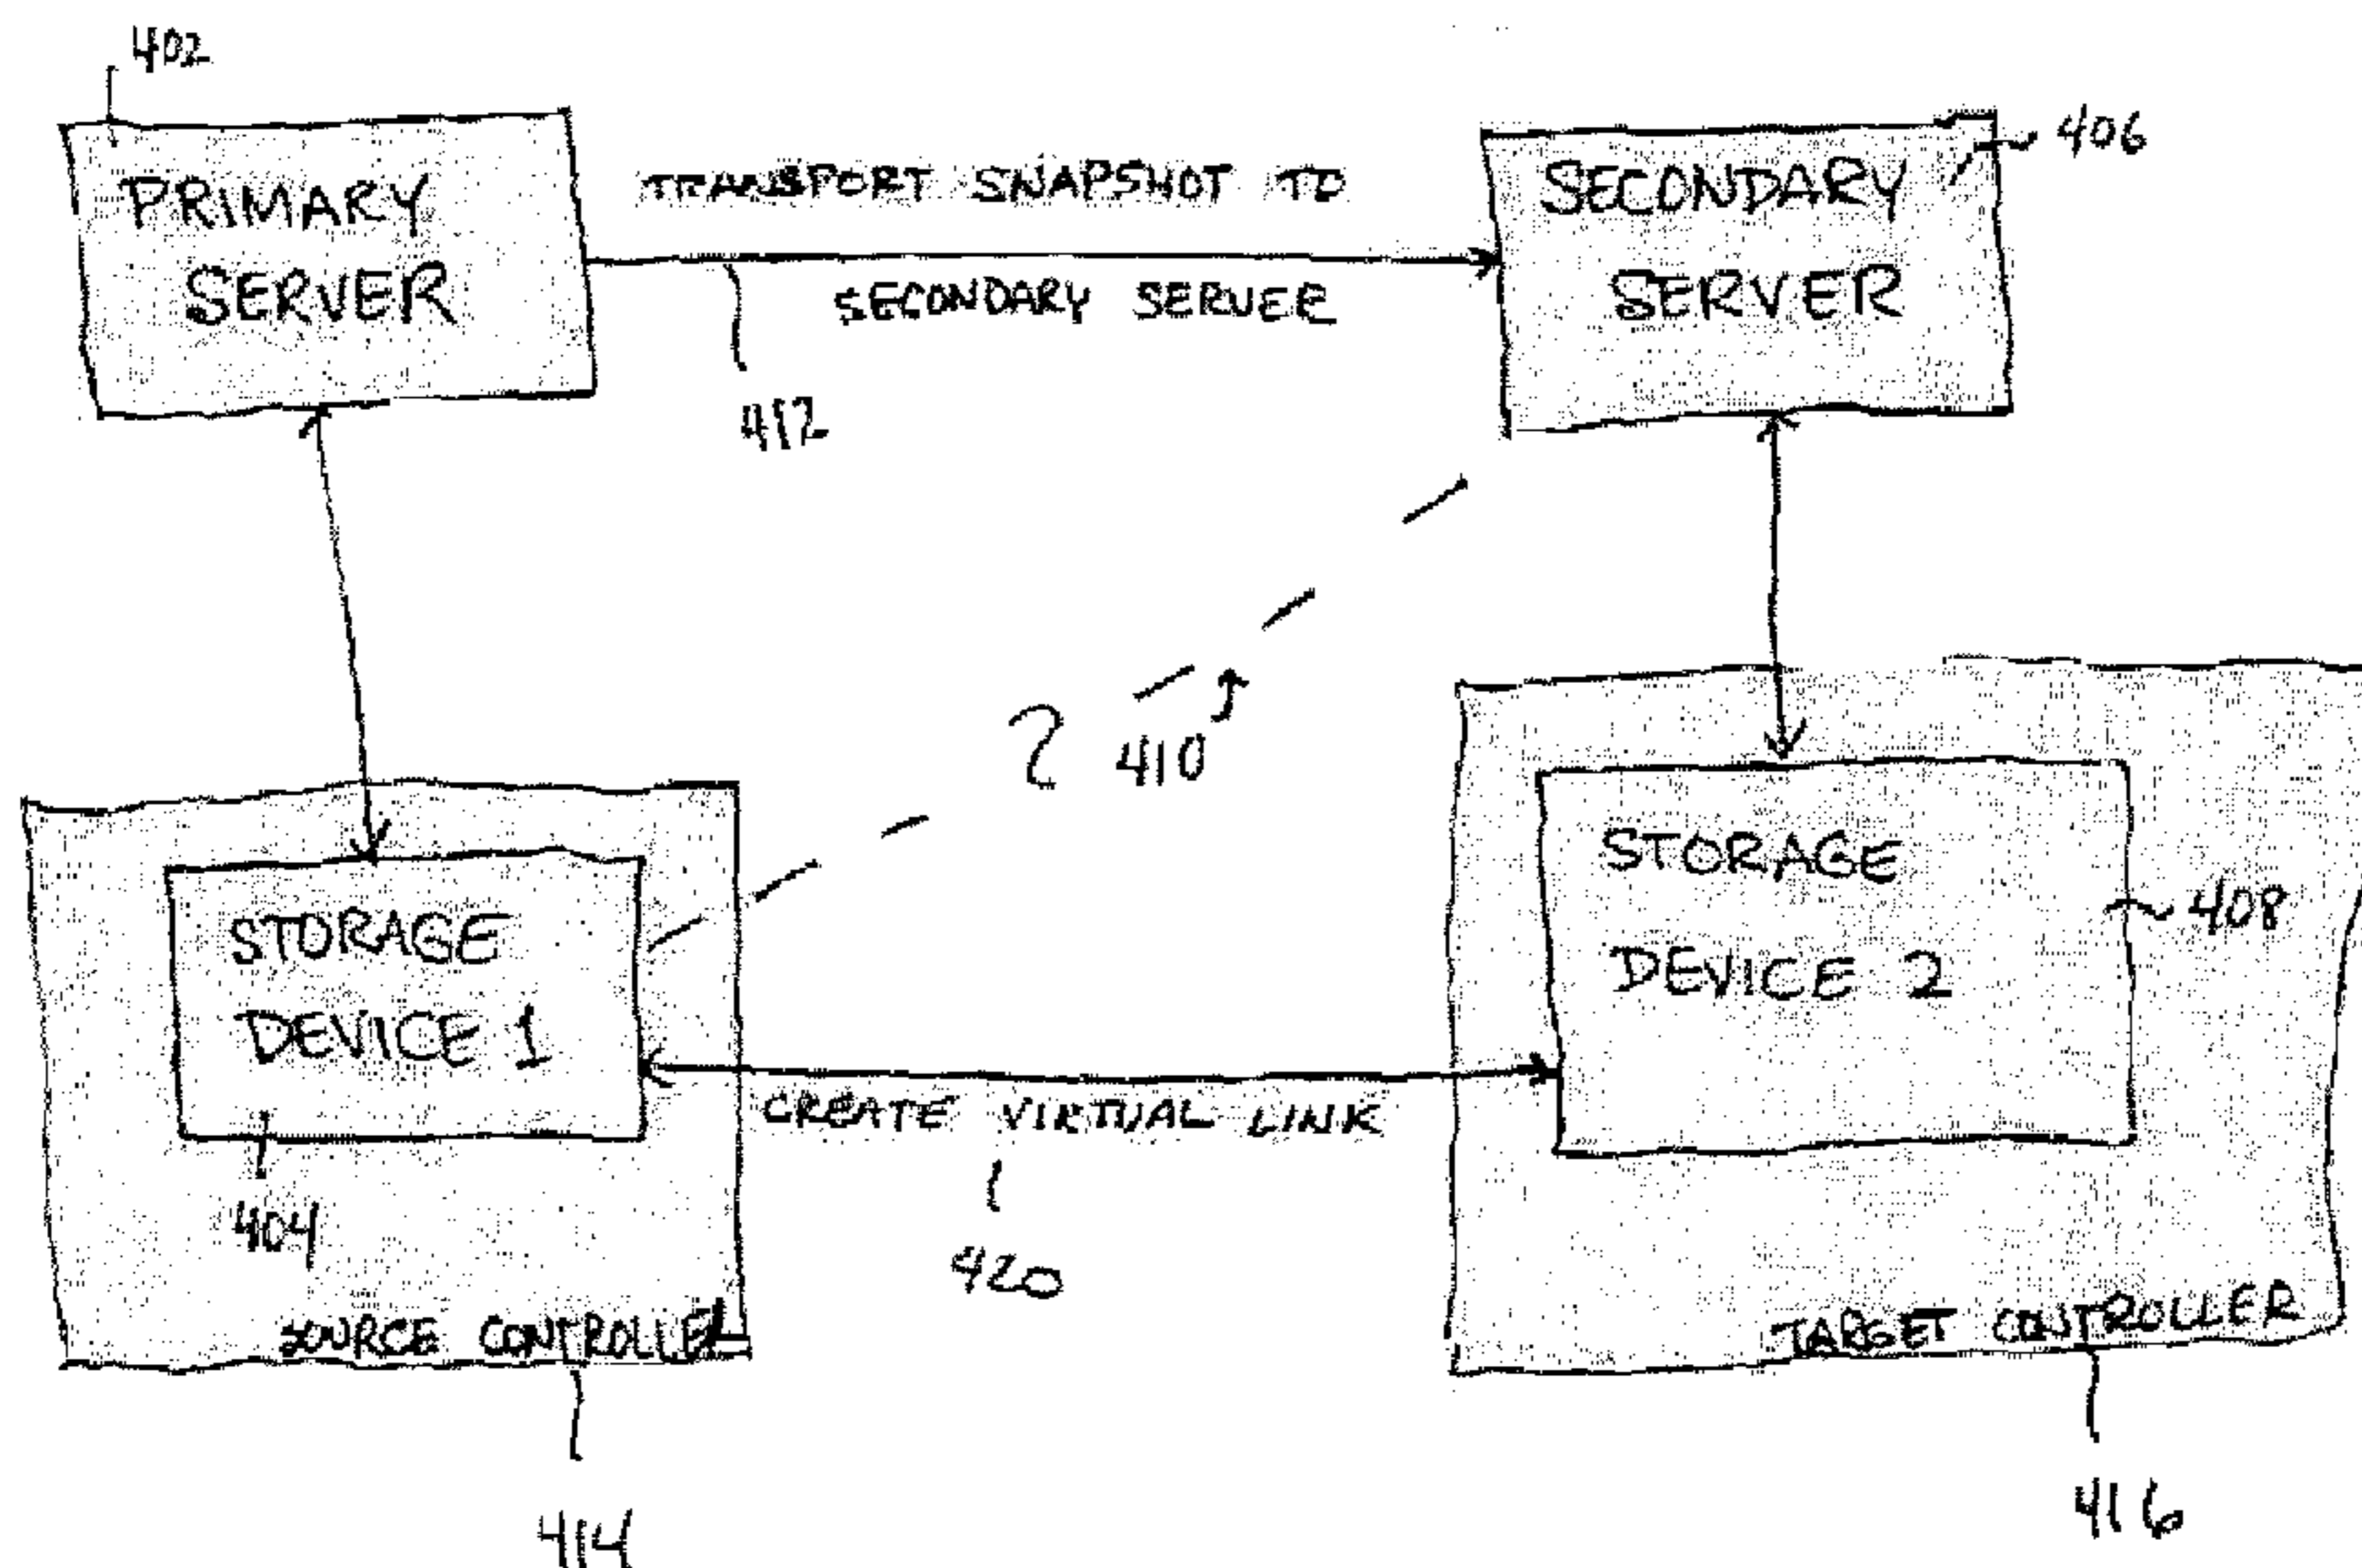 402
406
PRIMARY
SERVER
TRANSPORT SNAPSHOT TO
SECONDARY SERVER
SECONDARY
SERVER
412
?
410
STORAGE
DEVICE 1
STORAGE
DEVICE 2
408
CREATE VIRTUAL LINK
404
420
SOURCE CONTROLLER
TARGET CONTROLLER
414
416